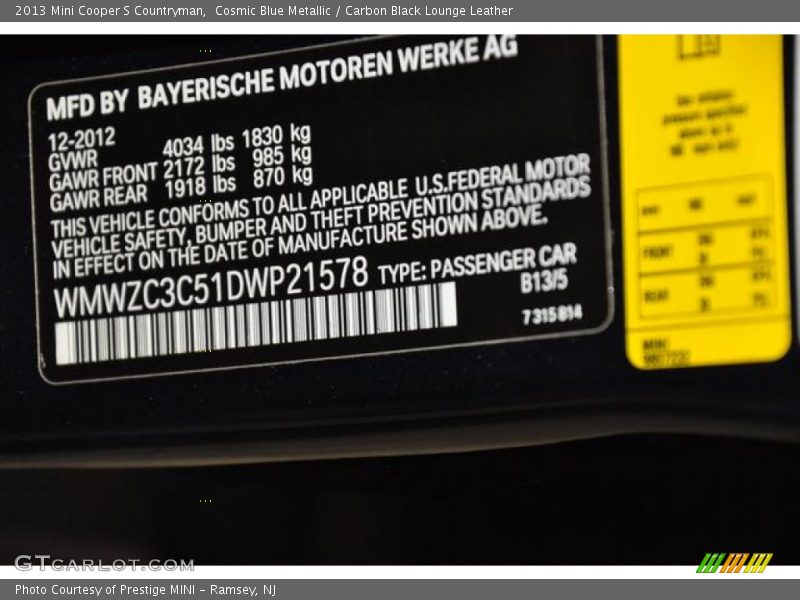 2013 Mini Cooper S Countryman,  Cosmic Blue Metallic / Carbon Black Lounge Leather
MFD BY BAYERISCHE MOTOREN WERKE AG
12-2012
GVWR 4034 lbs 1830 kg
GAWR FRONT 2172 lbs 985 kg
GAWR REAR 1918 lbs 870 kg
THIS VEHICLE CONFORMS TO ALL APPLICABLE U.S.FEDERAL MOTOR
VEHICLE SAFETY, BUMPER AND THEFT PREVENTION STANDARDS
IN EFFECT ON THE DATE OF MANUFACTURE SHOWN ABOVE.
WMWZC3C51DWP21578 TYPE: PASSENGER CAR
B13/5
7315814
FRONT
REAR
MINI
GTCARLOT.COM
Photo Courtesy of Prestige MINI – Ramsey, NJ